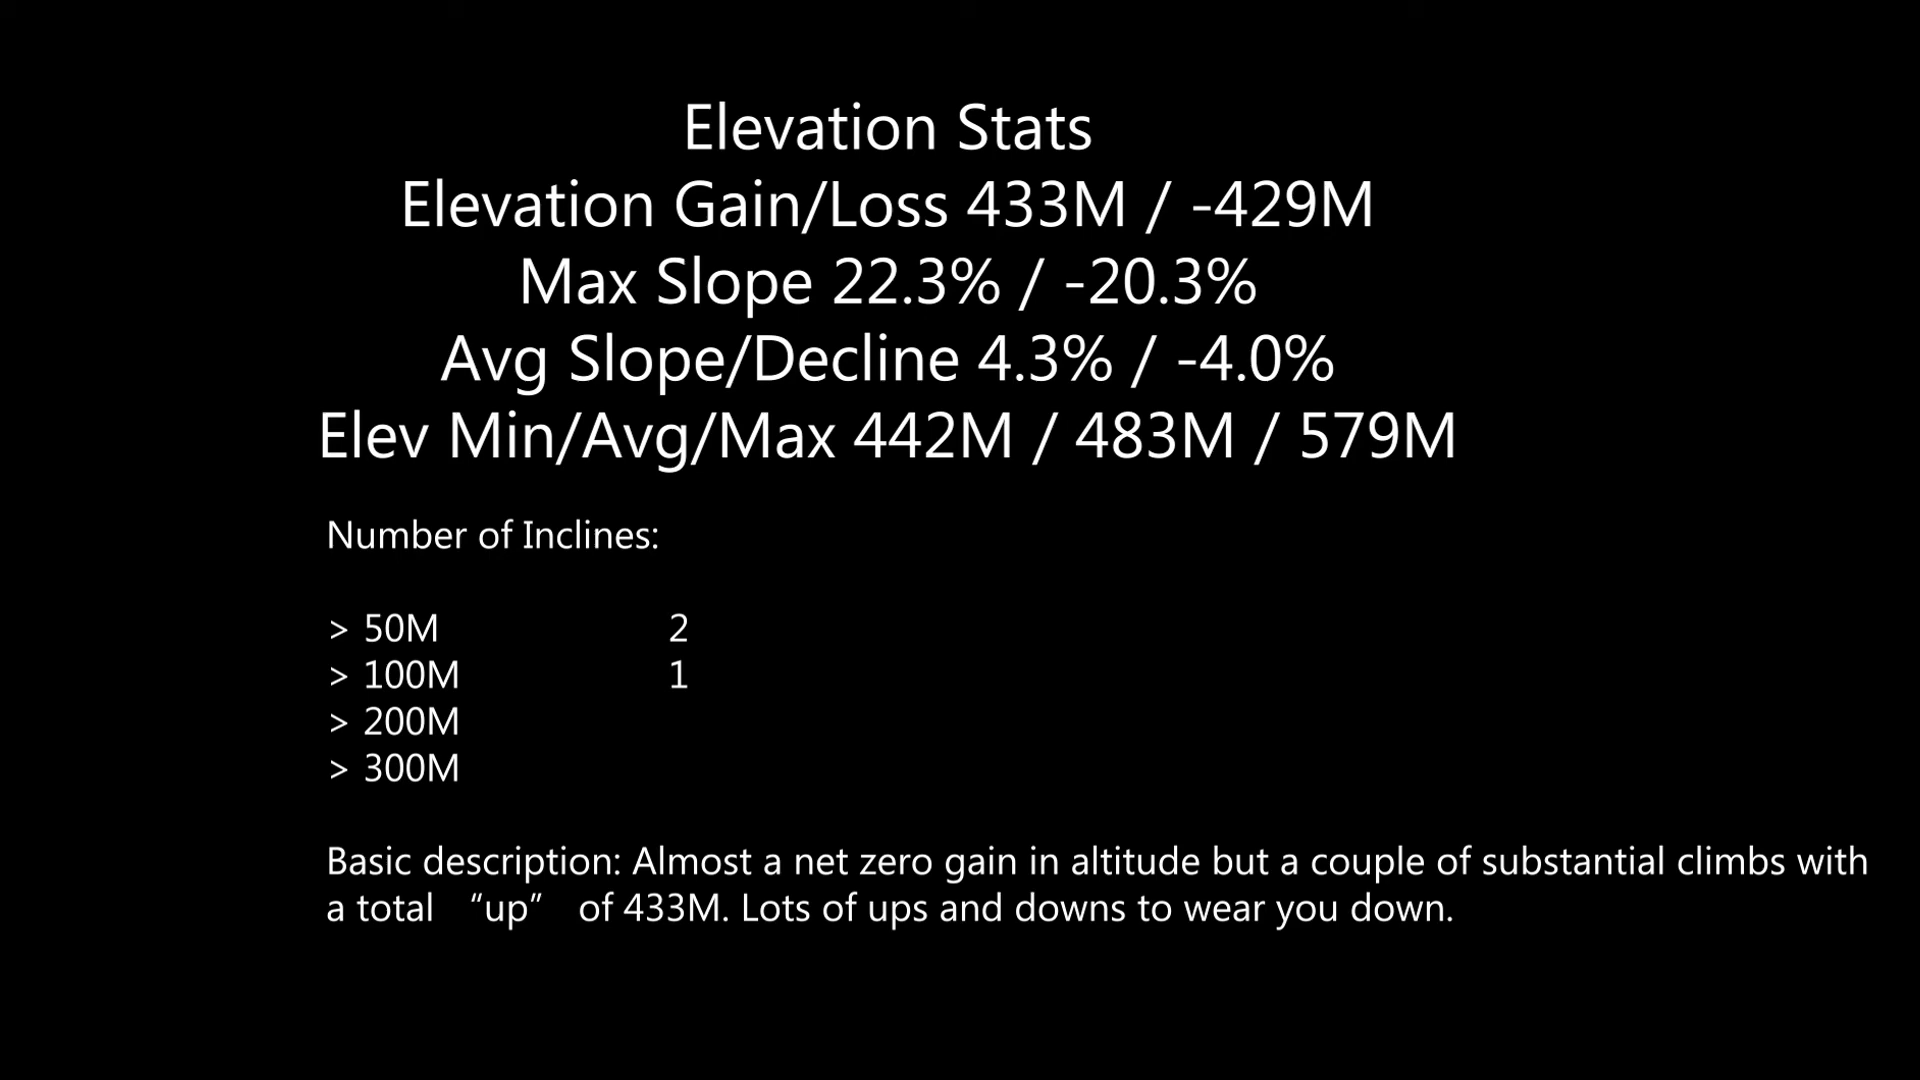 Elevation Stats
Elevation Gain/Loss 433M / -429M
Max Slope 22.3% / -20.3%
Avg Slope/Decline 4.3% / -4.0%
Elev Min/Avg/Max 442M / 483M / 579M
Number of Inclines:
> 50M 2
> 100M 1
> 200M
> 300M
Basic description: Almost a net zero gain in altitude but a couple of substantial climbs with
a total “up” of 433M. Lots of ups and downs to wear you down.